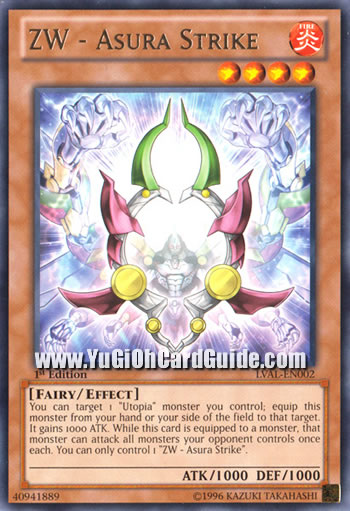 ZW - Asura Strike
FIRE
炎
www.YuGiOhCardGuide.com
1st Edition
LVAL-EN002
[Fairy/Effect]
You can target 1 "Utopia" monster you control; equip this
monster from your hand or your side of the field to that target.
It gains 1000 ATK. While this card is equipped to a monster, that
monster can attack all monsters your opponent controls once
each. You can only control 1 "ZW - Asura Strike".
ATK/1000 DEF/1000
40941889
©1996 KAZUKI TAKAHASHI